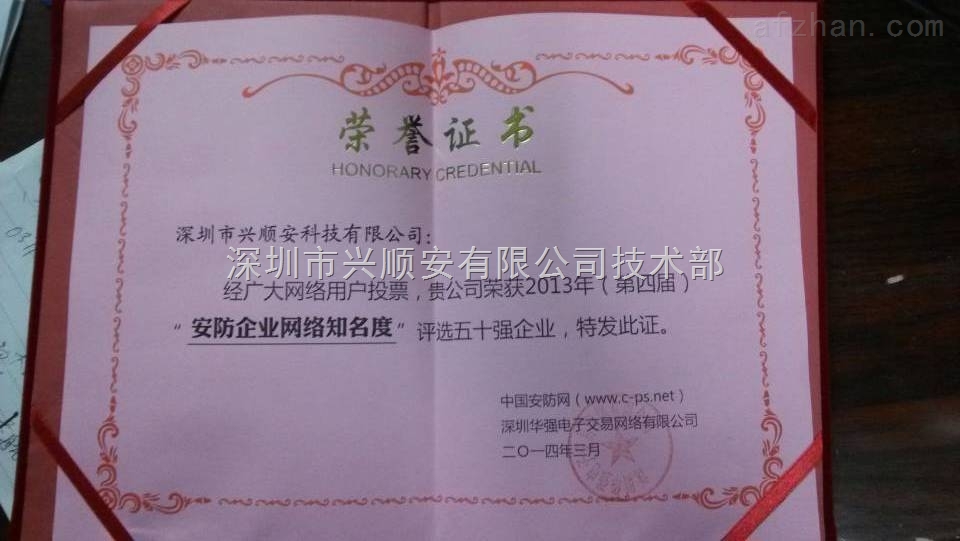 afzhan.com
荣誉证书
HONORARY CREDENTIAL
深圳市兴顺安科技有限公司：
深圳市兴顺安有限公司技术部
经广大网络用户投票，贵公司荣获2013年（第四届）
“安防企业网络知名度”评选五十强企业，特发此证。
中国安防网（www.c-ps.net）
深圳华强电子交易网络有限公司
二〇一四年三月